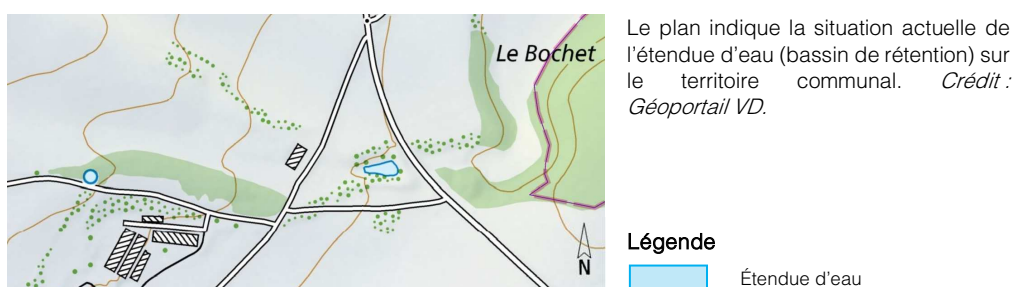 Le Bochet
N
Le plan indique la situation actuelle de
l'étendue d'eau (bassin de rétention) sur
le territoire communal. Crédit :
Géoportail VD.
Légende
Étendue d'eau